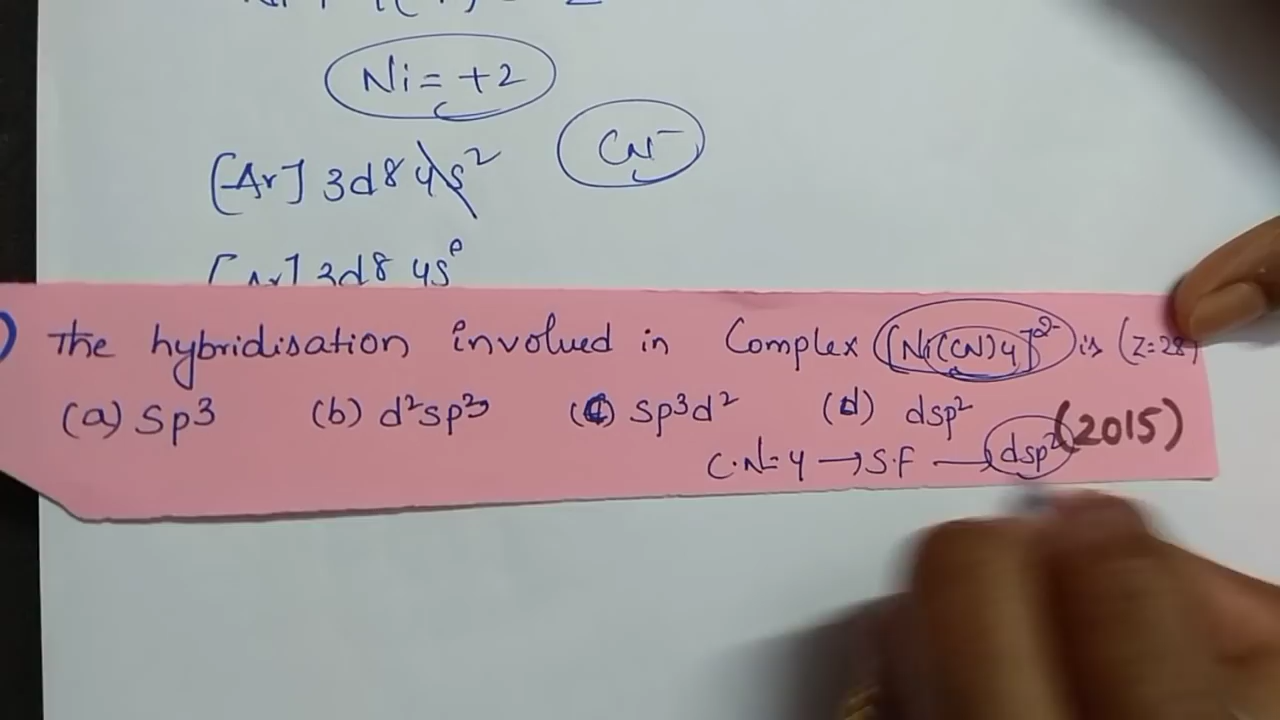 Ni = +2
CN⁻
[Ar] 3d8 4s²
[Ar] 3d8 4s⁰
The hybridisation involved in Complex [Ni(CN)4]²⁻ is (Z=28)
(a) Sp³ (b) d²sp³ (c) Sp³d² (d) dsp²
(2015)
C.N=4 → S.F → dsp²